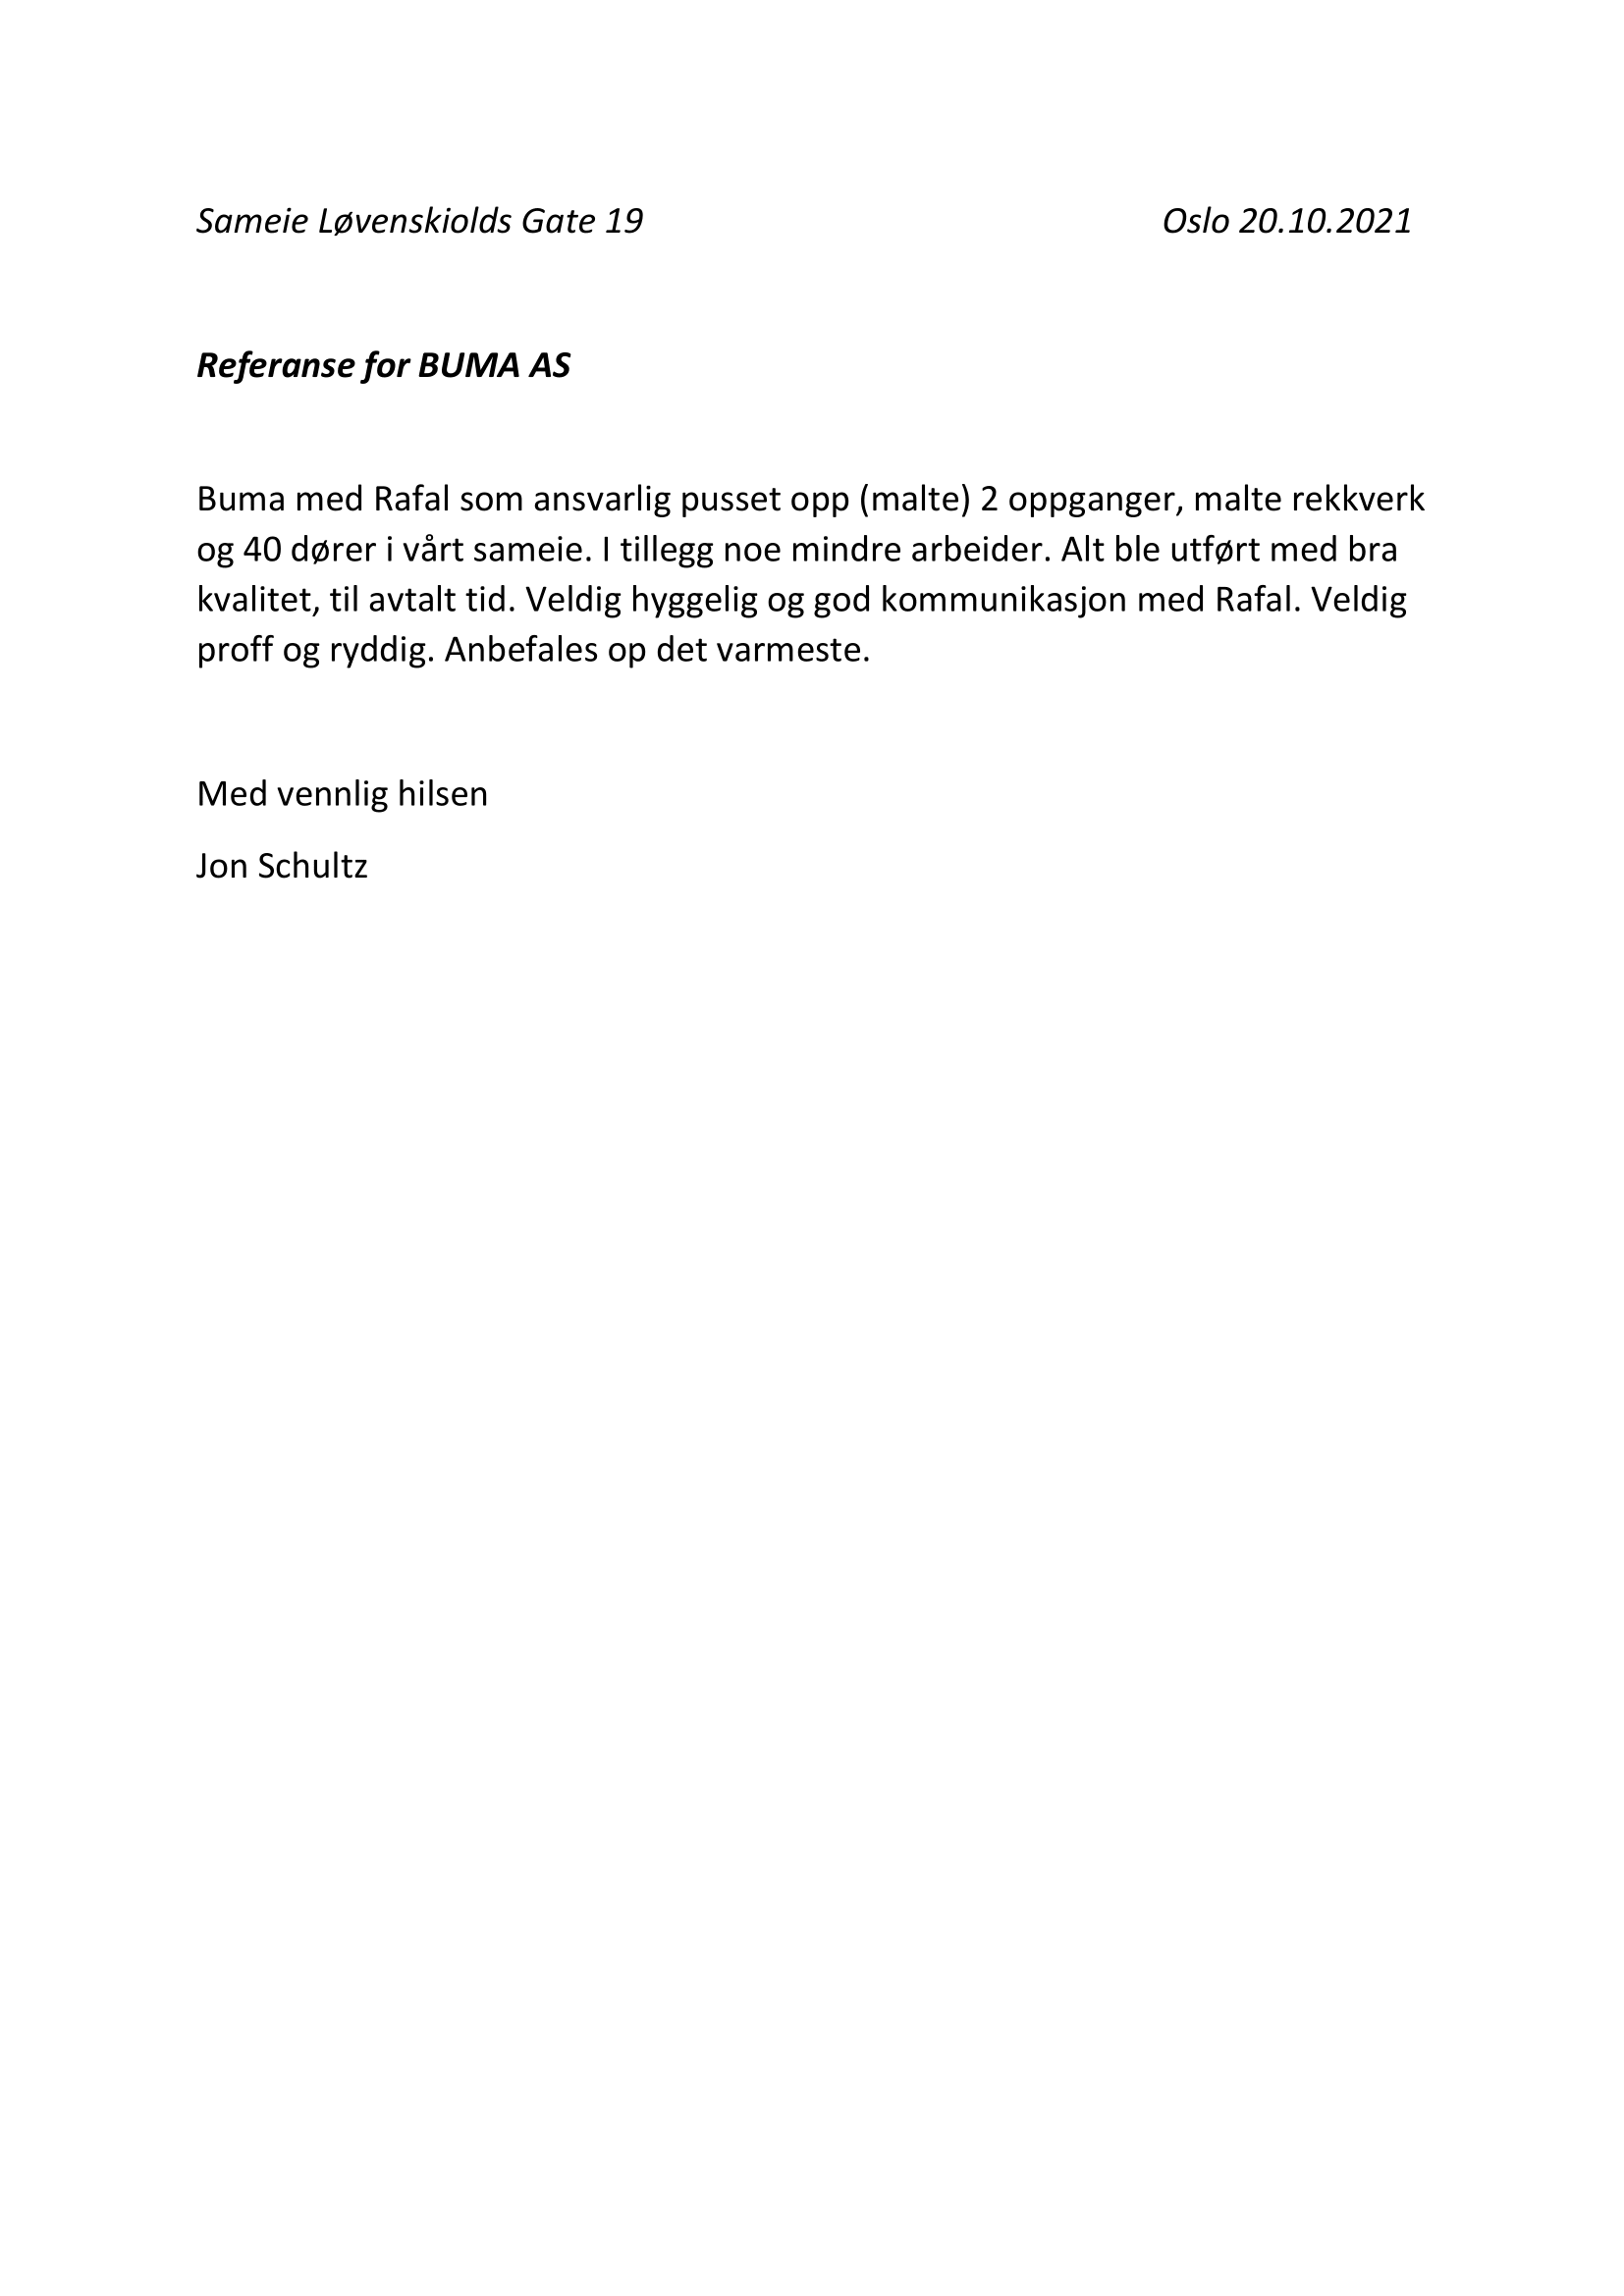 Sameie Løvenskiolds Gate 19 Oslo 20.10.2021
Referanse for BUMA AS
Buma med Rafal som ansvarlig pusset opp (malte) 2 oppganger, malte rekkverk
og 40 dører i vårt sameie. I tillegg noe mindre arbeider. Alt ble utført med bra
kvalitet, til avtalt tid. Veldig hyggelig og god kommunikasjon med Rafal. Veldig
proff og ryddig. Anbefales op det varmeste.
Med vennlig hilsen
Jon Schultz